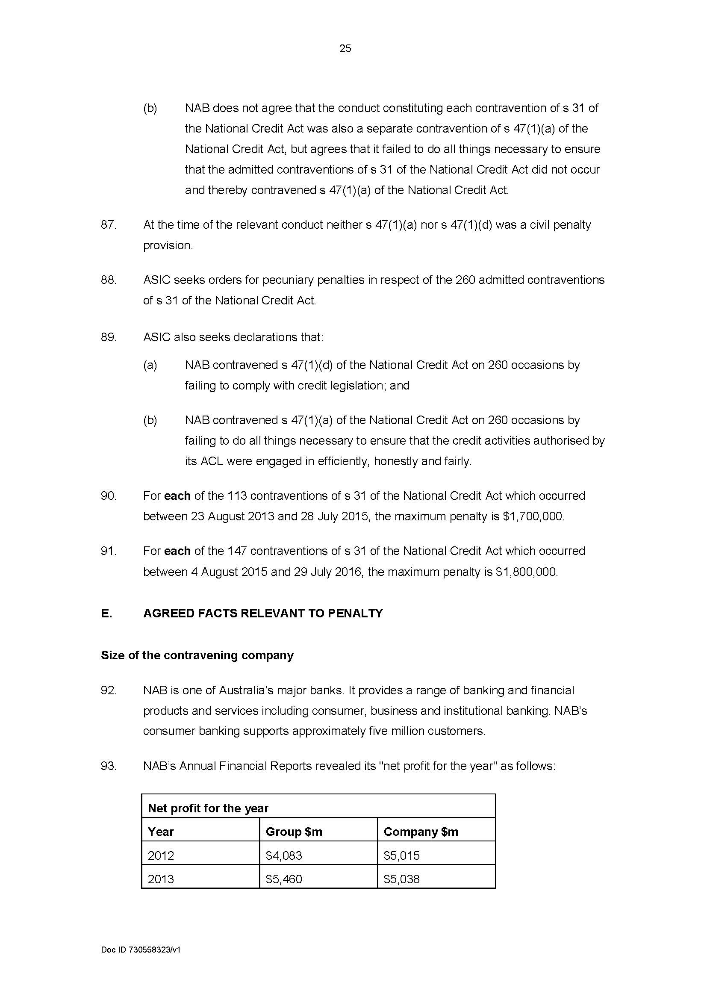 25
(b) NAB does not agree that the conduct constituting each contravention of s 31 of
the National Credit Act was also a separate contravention of s 47(1)(a) of the
National Credit Act, but agrees that it failed to do all things necessary to ensure
that the admitted contraventions of s 31 of the National Credit Act did not occur
and thereby contravened s 47(1)(a) of the National Credit Act.
87. At the time of the relevant conduct neither s 47(1)(a) nor s 47(1)(d) was a civil penalty
provision.
88. ASIC seeks orders for pecuniary penalties in respect of the 260 admitted contraventions
of s 31 of the National Credit Act.
89. ASIC also seeks declarations that:
(a) NAB contravened s 47(1)(d) of the National Credit Act on 260 occasions by
failing to comply with credit legislation; and
(b) NAB contravened s 47(1)(a) of the National Credit Act on 260 occasions by
failing to do all things necessary to ensure that the credit activities authorised by
its ACL were engaged in efficiently, honestly and fairly.
90. For each of the 113 contraventions of s 31 of the National Credit Act which occurred
between 23 August 2013 and 28 July 2015, the maximum penalty is $1,700,000.
91. For each of the 147 contraventions of s 31 of the National Credit Act which occurred
between 4 August 2015 and 29 July 2016, the maximum penalty is $1,800,000.
E. AGREED FACTS RELEVANT TO PENALTY
Size of the contravening company
92. NAB is one of Australia’s major banks. It provides a range of banking and financial
products and services including consumer, business and institutional banking. NAB’s
consumer banking supports approximately five million customers.
93. NAB’s Annual Financial Reports revealed its "net profit for the year" as follows:
Net profit for the year
Year Group $m Company $m
2012 $4,083 $5,015
2013 $5,460 $5,038
Doc ID 730558323/v1